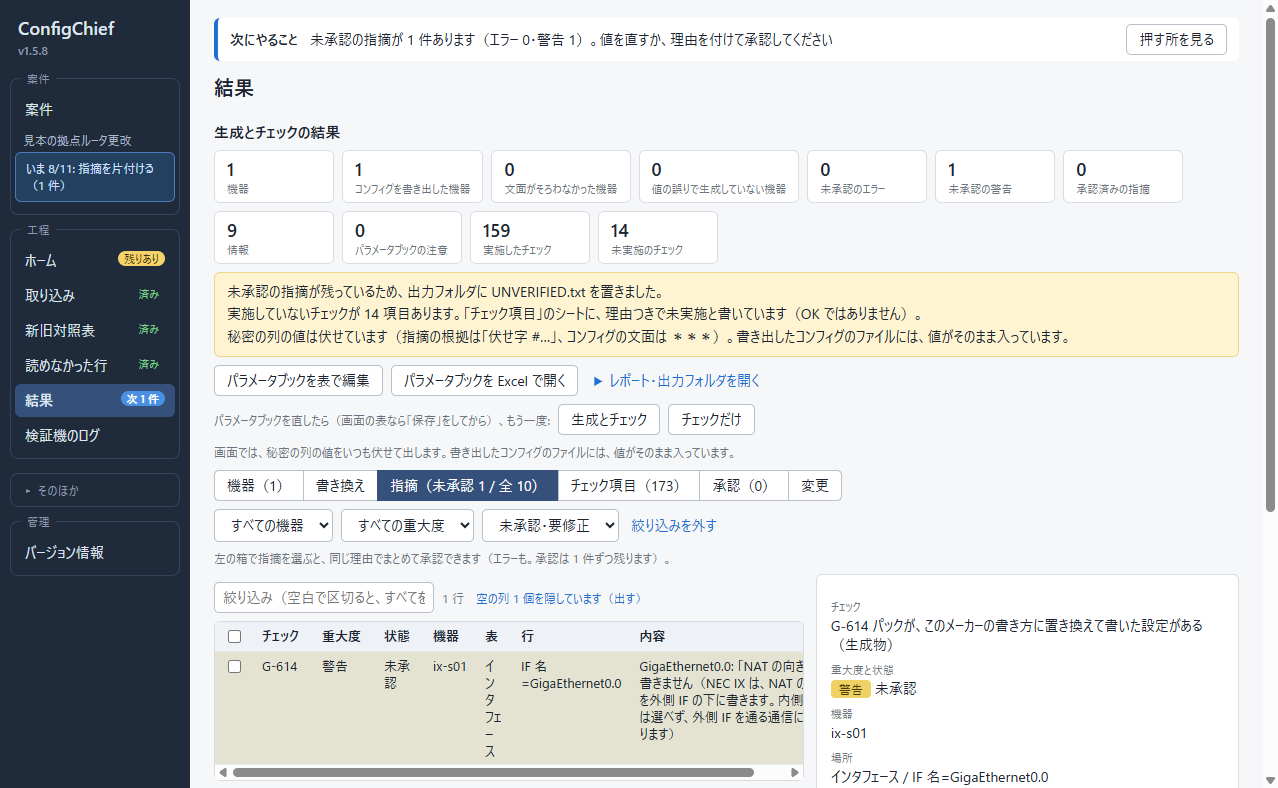 ConfigChief
v1.5.8
案件
案件
見本の拠点ルータ更改
いま 8/11: 指摘を片付ける
（1 件）
工程
ホーム 残りあり
取り込み 済み
新旧対照表 済み
読めなかった行 済み
結果 次 1 件
検証機のログ
▸ そのほか
管理
バージョン情報
次にやること 未承認の指摘が 1 件あります（エラー 0・警告 1）。値を直すか、理由を付けて承認してください
押す所を見る
結果
生成とチェックの結果
1
機器
1
コンフィグを書き出した機器
0
文面がそろわなかった機器
0
値の誤りで生成していない機器
0
未承認のエラー
1
未承認の警告
0
承認済みの指摘
9
情報
0
パラメータブックの注意
159
実施したチェック
14
未実施のチェック
未承認の指摘が残っているため、出力フォルダに UNVERIFIED.txt を置きました。
実施していないチェックが 14 項目あります。「チェック項目」のシートに、理由つきで未実施と書いています（OK ではありません）。
秘密の列の値は伏せています（指摘の根拠は「伏せ字 #…」、コンフィグの文面は ＊＊＊）。書き出したコンフィグのファイルには、値がそのまま入っています。
パラメータブックを表で編集 パラメータブックを Excel で開く ▶ レポート・出力フォルダを開く
パラメータブックを直したら（画面の表なら「保存」をしてから）、もう一度: 生成とチェック チェックだけ
画面では、秘密の列の値をいつも伏せて出します。書き出したコンフィグのファイルには、値がそのまま入っています。
機器（1） 書き換え 指摘（未承認 1 / 全 10） チェック項目（173） 承認（0） 変更
すべての機器 すべての重大度 未承認・要修正 絞り込みを外す
左の箱で指摘を選ぶと、同じ理由でまとめて承認できます（エラーも。承認は 1 件ずつ残ります）。
絞り込み（空白で区切ると、すべてを 1 行 空の列 1 個を隠しています（出す）
チェック 重大度 状態 機器 表 行 内容
G-614 警告 未承認 ix-s01 インタフェース IF 名=GigaEthernet0.0
GigaEthernet0.0: 「NAT の向き
書きません（NEC IX は、NAT の
を外側 IF の下に書きます。内側
は選べず、外側 IF を通る通信に
ります）
チェック
G-614 パックが、このメーカーの書き方に置き換えて書いた設定がある
（生成物）
重大度と状態
警告 未承認
機器
ix-s01
場所
インタフェース / IF 名=GigaEthernet0.0